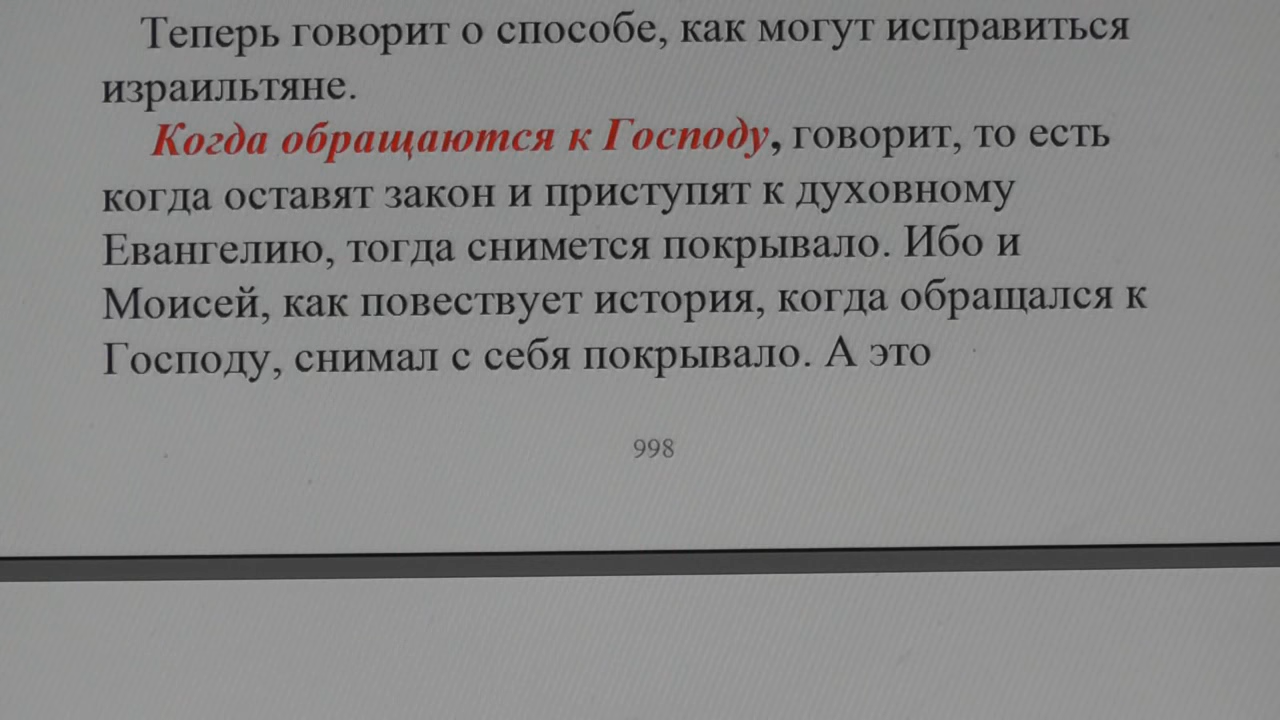 Теперь говорит о способе, как могут исправиться
израильтяне.
Когда обращаются к Господу, говорит, то есть
когда оставят закон и приступят к духовному
Евангелию, тогда снимется покрывало. Ибо и
Моисей, как повествует история, когда обращался к
Господу, снимал с себя покрывало. А это
998